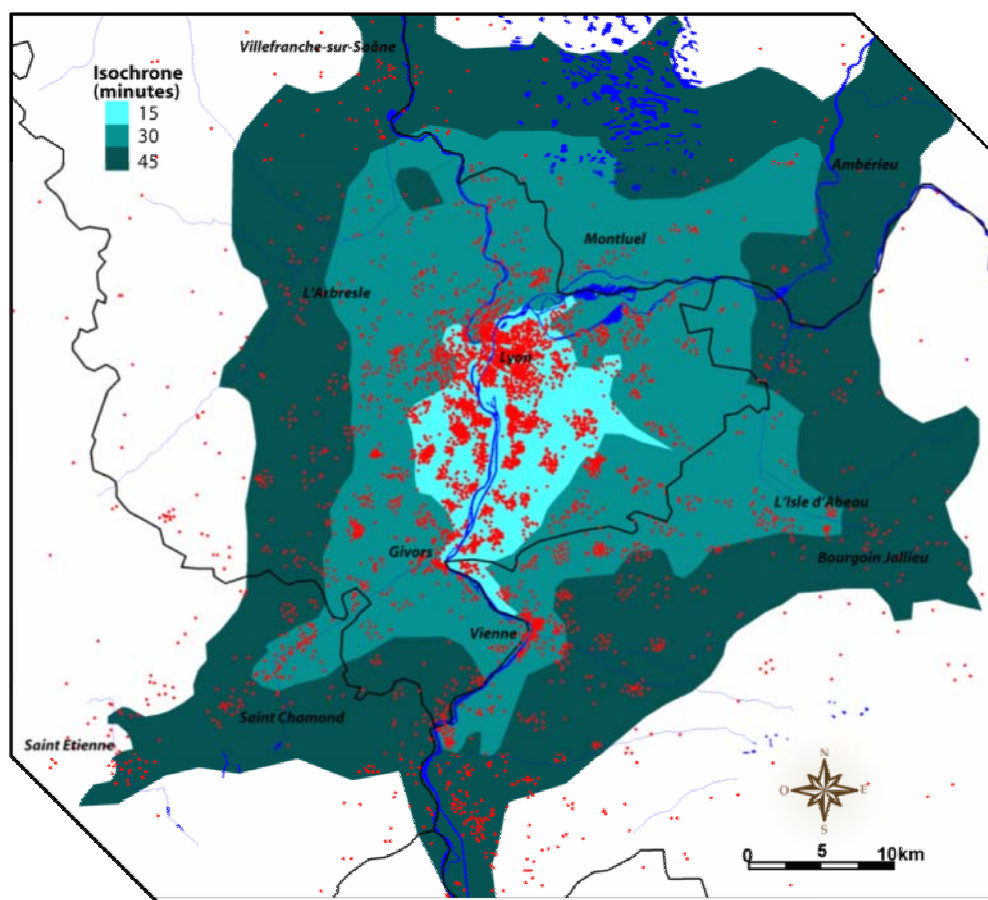 Villefranche-sur-Saône
Isochrone
(minutes)
15
30
45
Ambérieu
Montluel
L'Arbresle
Lyon
L'Isle d'Abeau
Givors
Bourgoin Jallieu
Vienne
Saint Chamond
Saint Étienne
N
O
E
S
0 5 10km